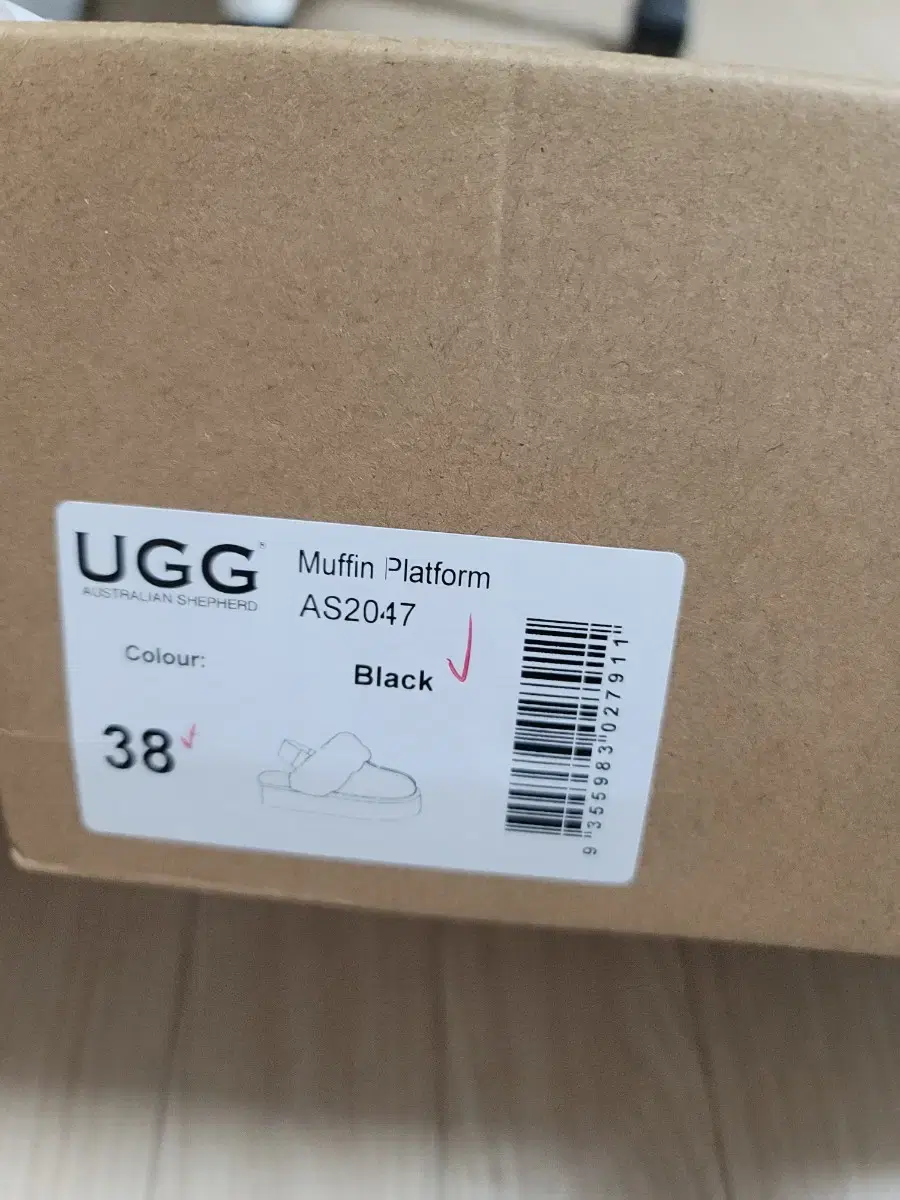 UGG
AUSTRALIAN SHEPHERD
Muffin Platform
AS2047
Colour:
Black
38
9 355983 027911